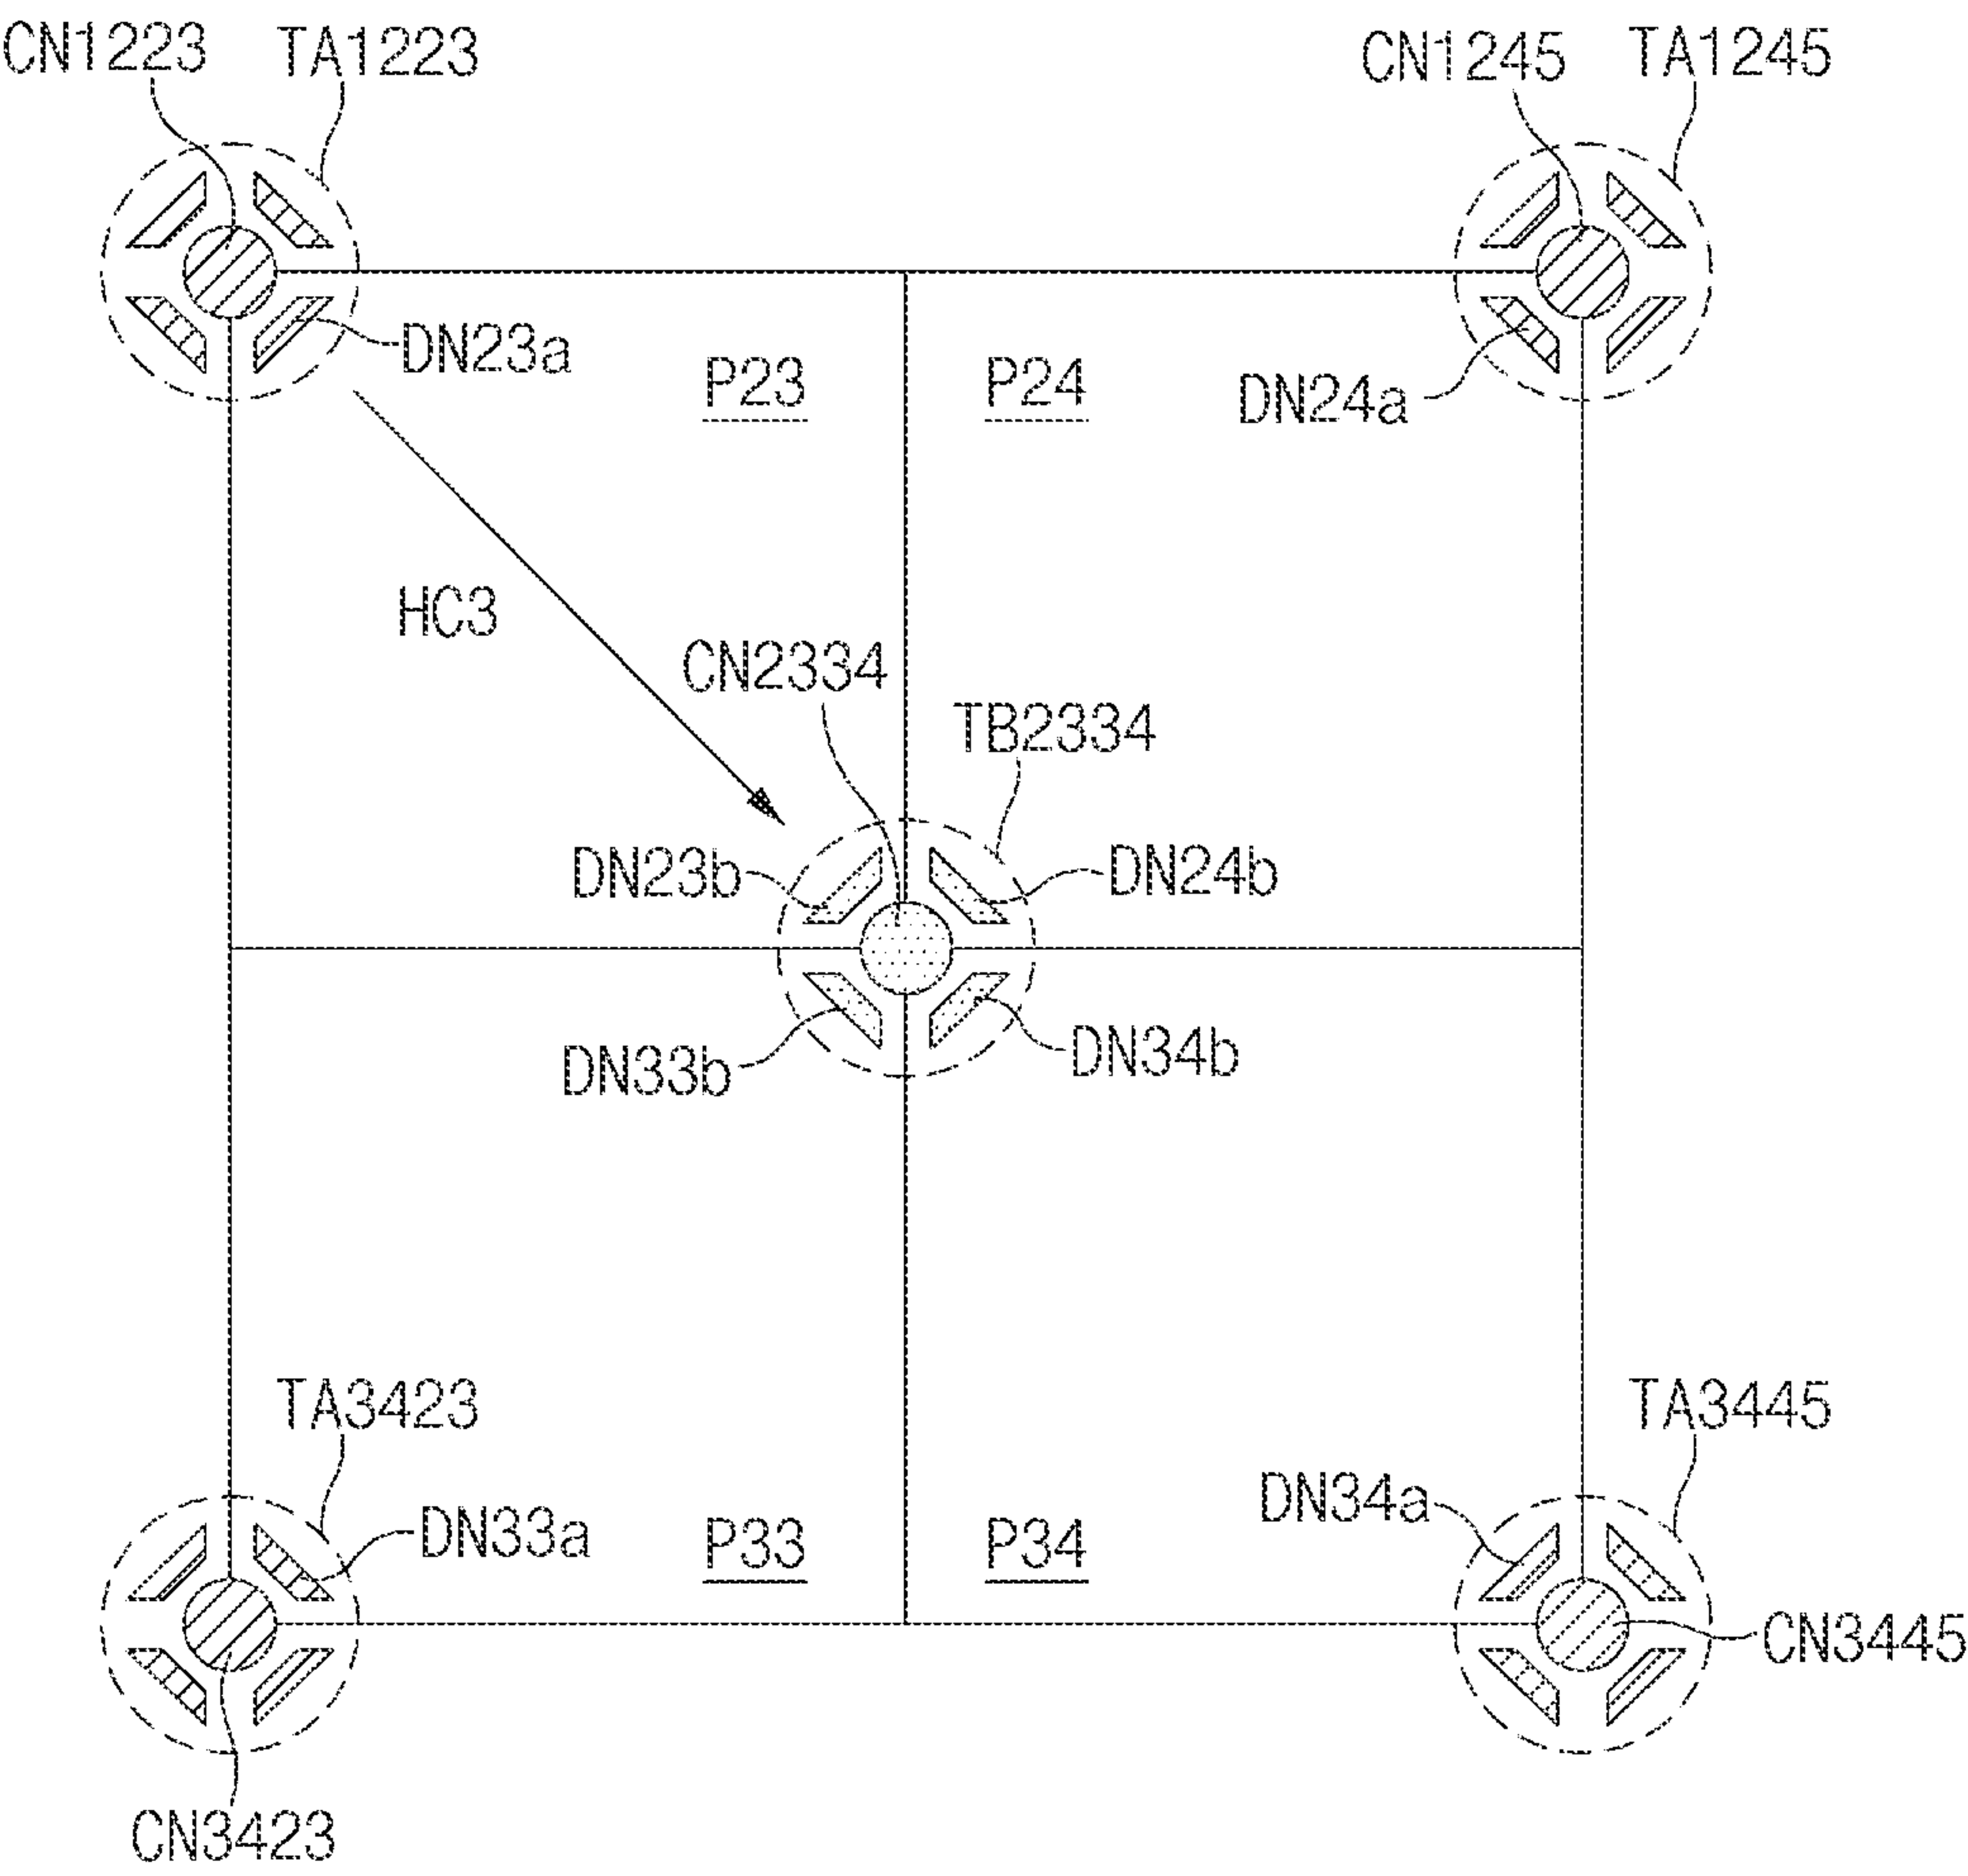 CN1223 TA1223 CN1245 TA1245
DN23a P23 P24 DN24a
HC3
CN2334
TB2334
DN23b DN24b
DN33b DN34b
TA3423 TA3445
DN33a P33 P34 DN34a
CN3445
CN3423